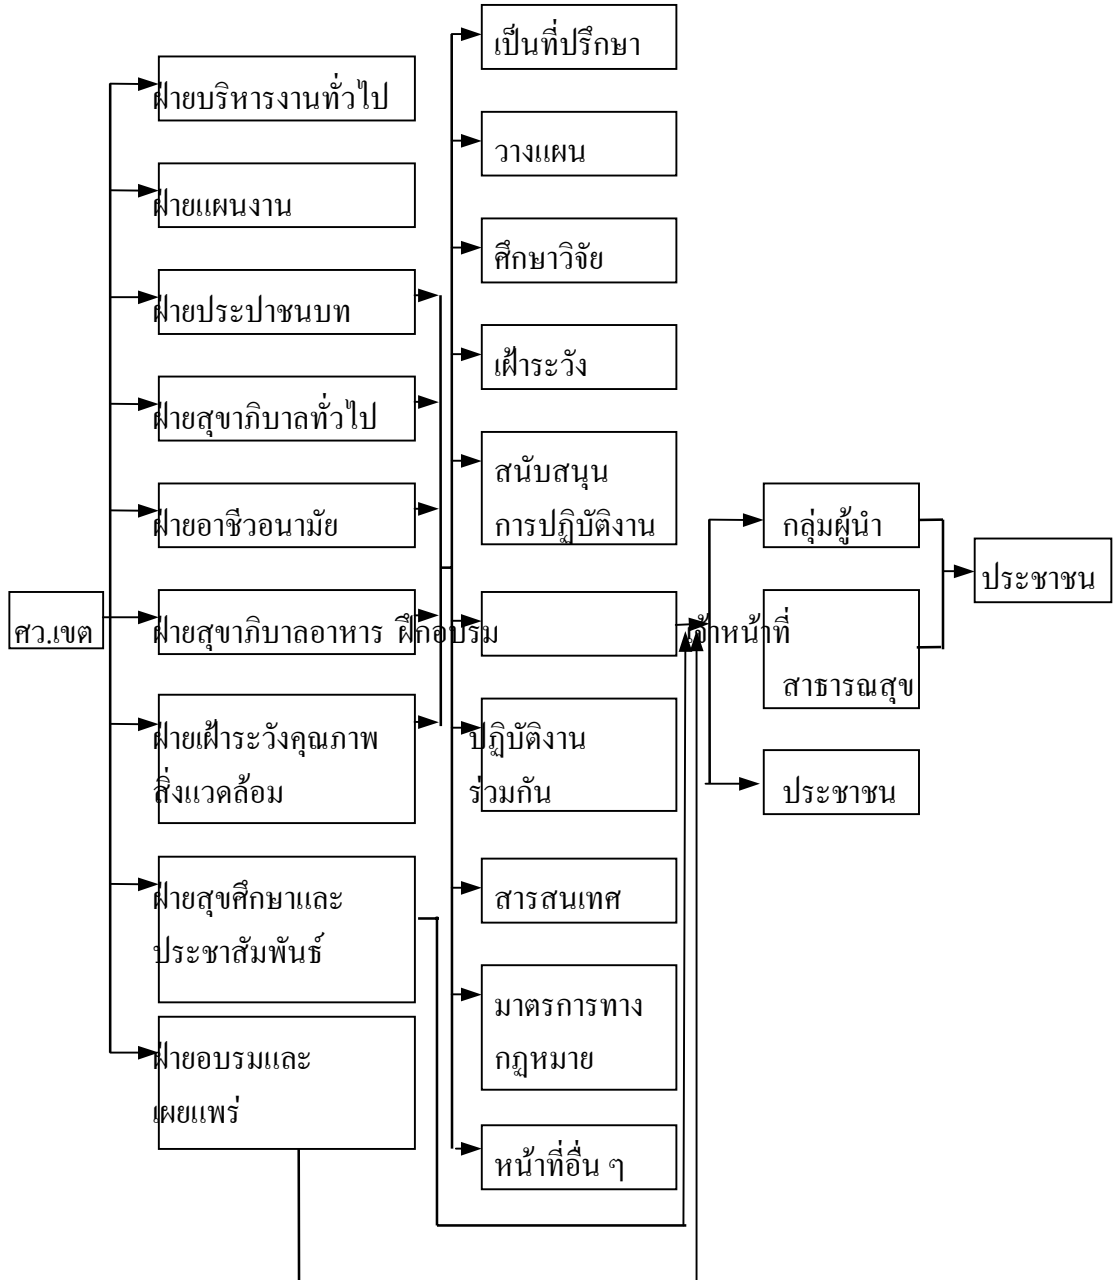 ศว.เขต
ฝ่ายบริหารงานทั่วไป
ฝ่ายแผนงาน
ฝ่ายประปาชนบท
ฝ่ายสุขาภิบาลทั่วไป
ฝ่ายอาชีวอนามัย
ฝ่ายสุขาภิบาลอาหาร
ฝ่ายเฝ้าระวังคุณภาพ
สิ่งแวดล้อม
ฝ่ายสุขศึกษาและ
ประชาสัมพันธ์
ฝ่ายอบรมและ
เผยแพร่
เป็นที่ปรึกษา
วางแผน
ศึกษาวิจัย
เฝ้าระวัง
สนับสนุน
การปฏิบัติงาน
ฝึกอบรม
ปฏิบัติงาน
ร่วมกัน
สารสนเทศ
มาตรการทาง
กฎหมาย
หน้าที่อื่น ๆ
กลุ่มผู้นำ
เจ้าหน้าที่
สาธารณสุข
ประชาชน
ประชาชน